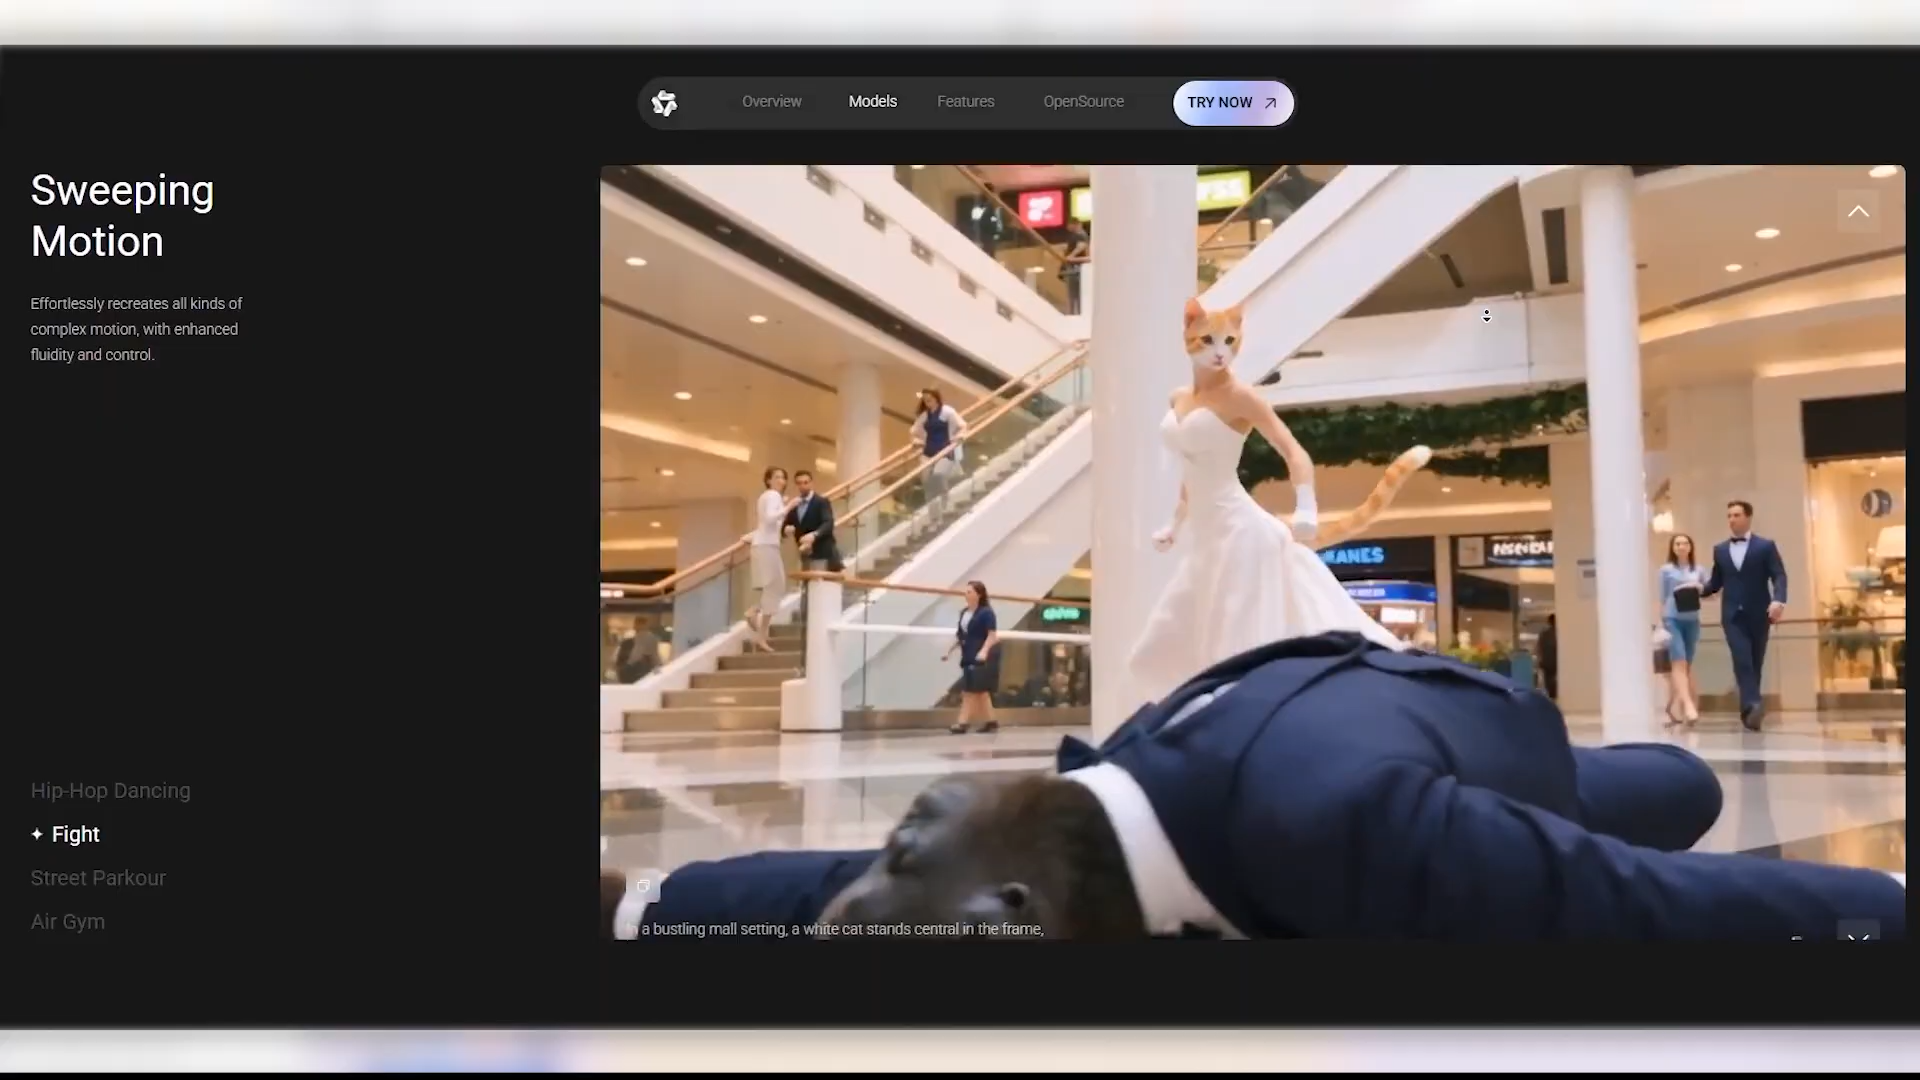 Overview
Models
Features
OpenSource
TRY NOW
Sweeping
Motion
Effortlessly recreates all kinds of
complex motion, with enhanced
fluidity and control.
Hip-Hop Dancing
Fight
Street Parkour
Air Gym
a bustling mall setting, a white cat stands central in the frame,